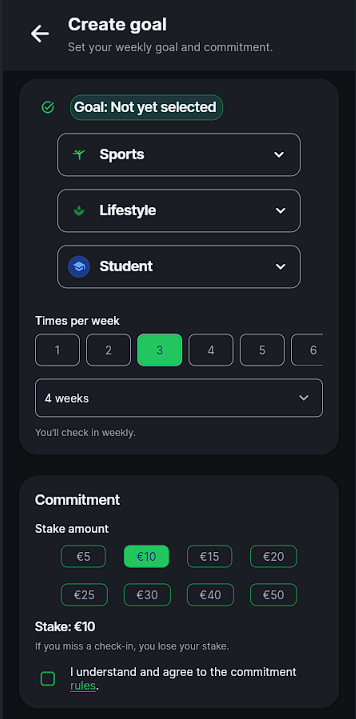 Create goal
Set your weekly goal and commitment.
Goal: Not yet selected
Sports
Lifestyle
Student
Times per week
1 2 3 4 5 6
4 weeks
You'll check in weekly.
Commitment
Stake amount
€5 €10 €15 €20
€25 €30 €40 €50
Stake: €10
If you miss a check-in, you lose your stake.
I understand and agree to the commitment
rules.